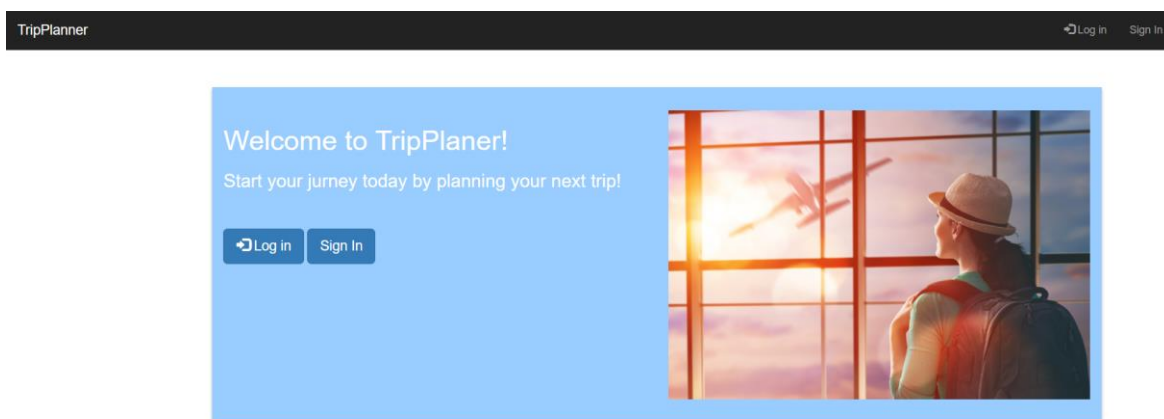 TripPlanner
Log in Sign In
Welcome to TripPlaner!
Start your jurney today by planning your next trip!
Log in Sign In